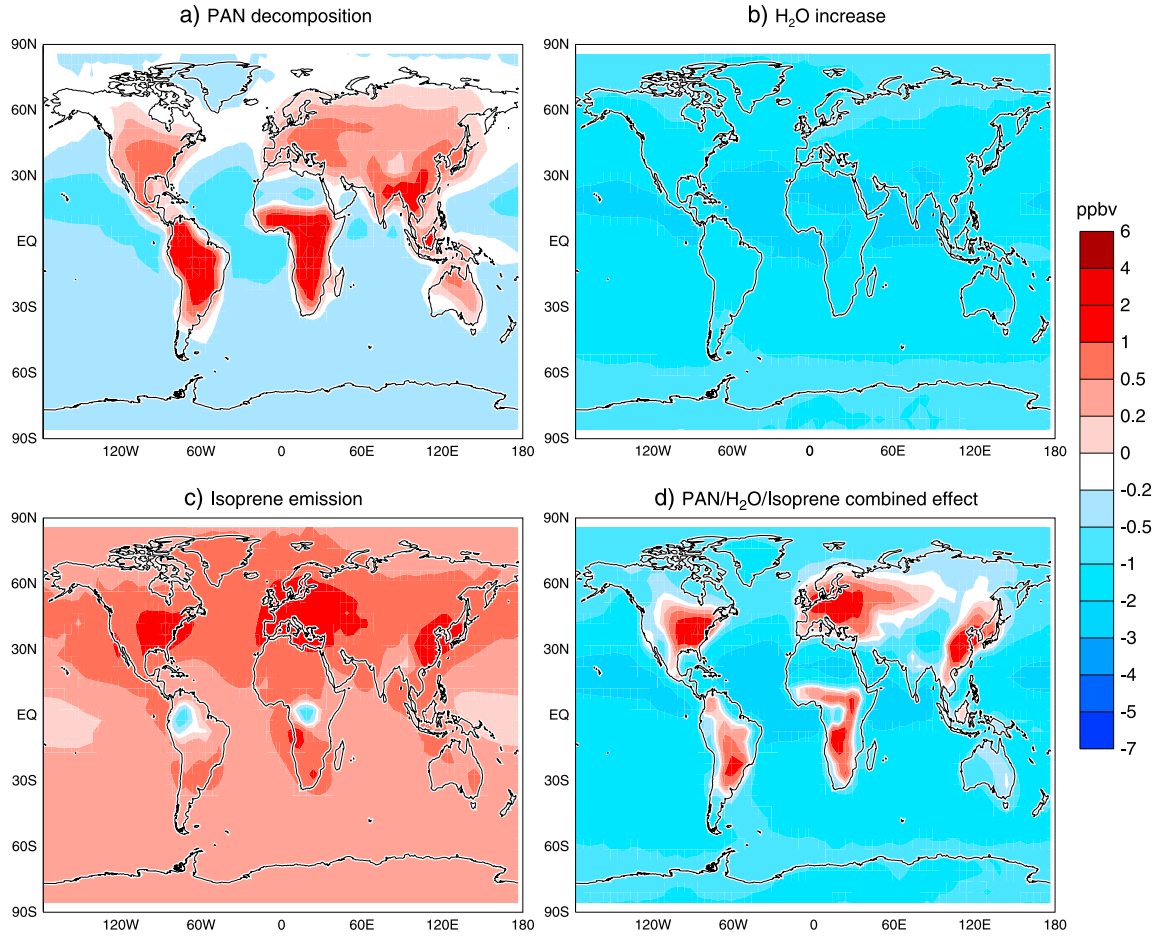 a) PAN decomposition
90N
60N
30N
EQ
30S
60S
90S
120W 60W 0 60E 120E 180
b) H₂O increase
90N
60N
30N
EQ
30S
60S
90S
120W 60W 0 60E 120E 180
c) Isoprene emission
90N
60N
30N
EQ
30S
60S
90S
120W 60W 0 60E 120E 180
d) PAN/H₂O/Isoprene combined effect
90N
60N
30N
EQ
30S
60S
90S
120W 60W 0 60E 120E 180
ppbv
6
4
2
1
0.5
0.2
0
-0.2
-0.5
-1
-2
-3
-4
-5
-7